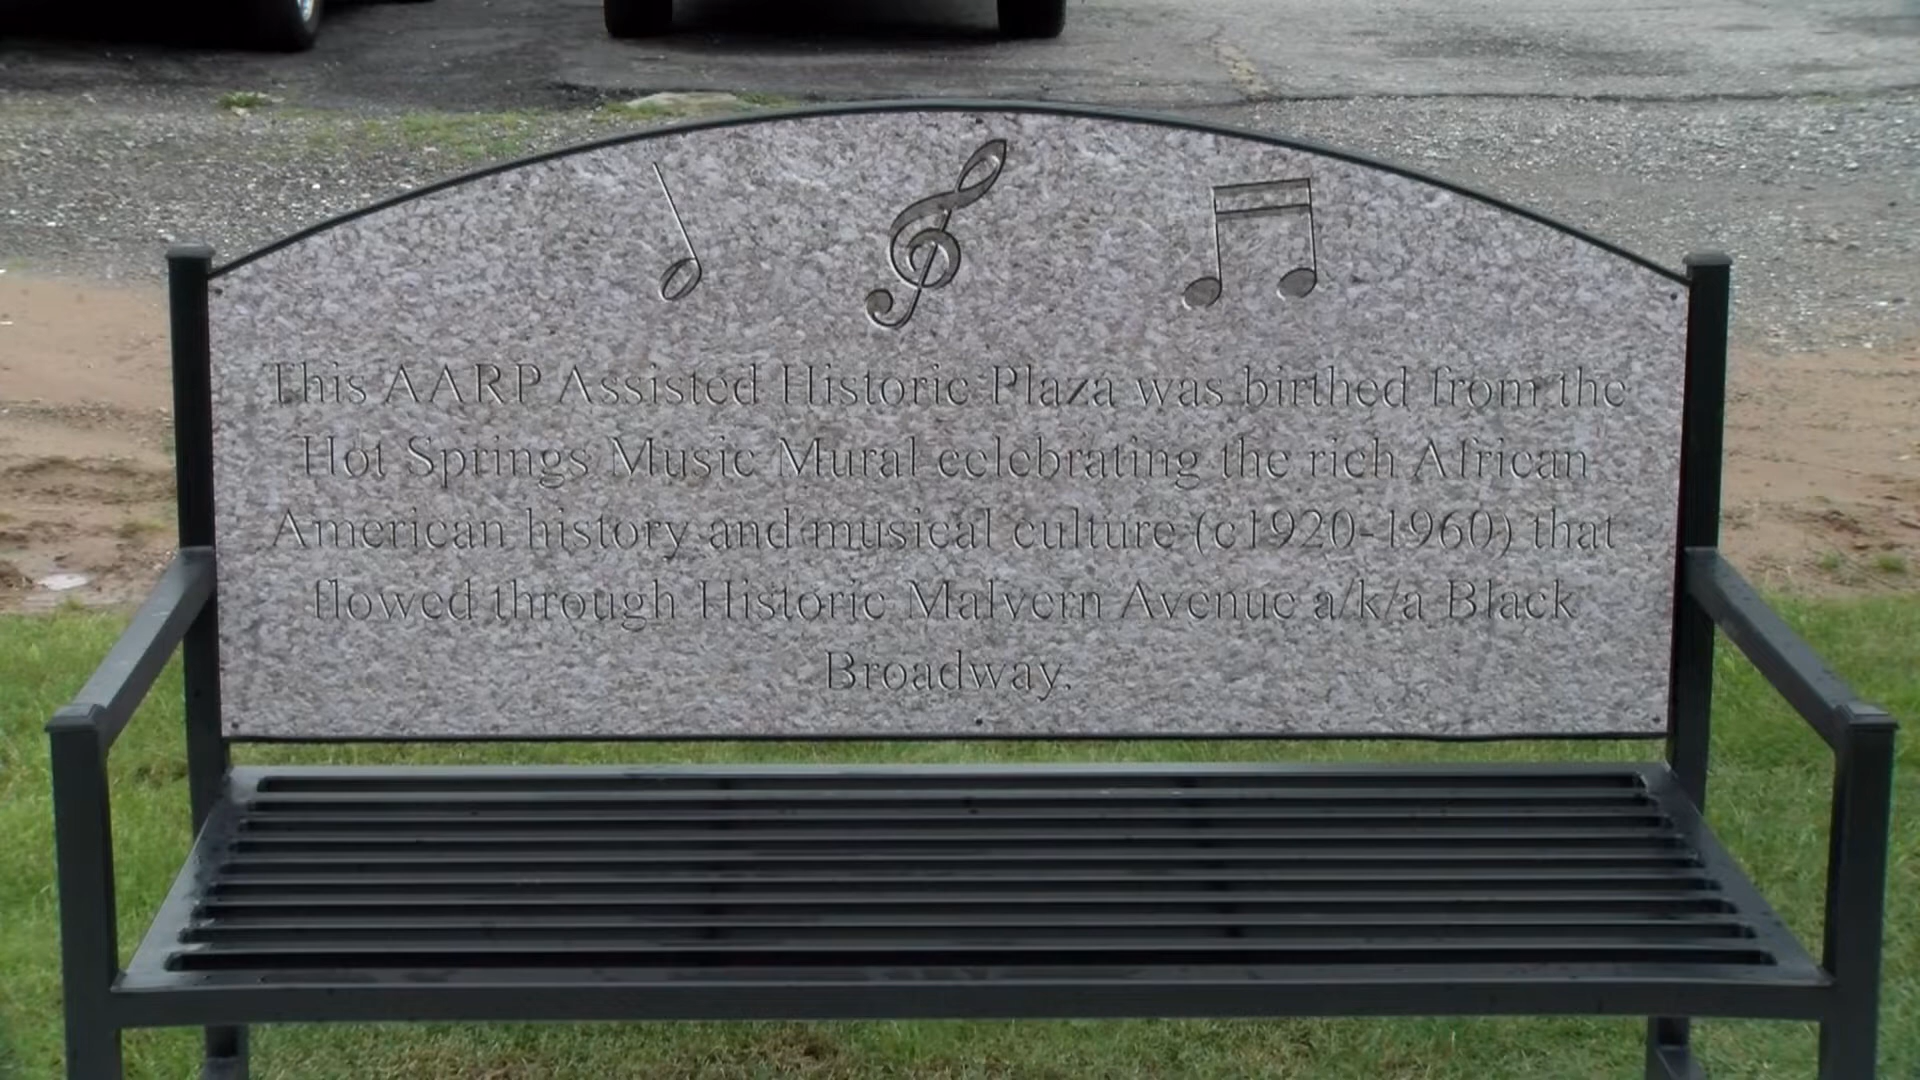 This AARP Assisted Historic Plaza was birthed from the
Hot Springs Music Mural celebrating the rich African
American history and musical culture (c1920-1960) that
flowed through Historic Malvern Avenue a/k/a Black
Broadway.